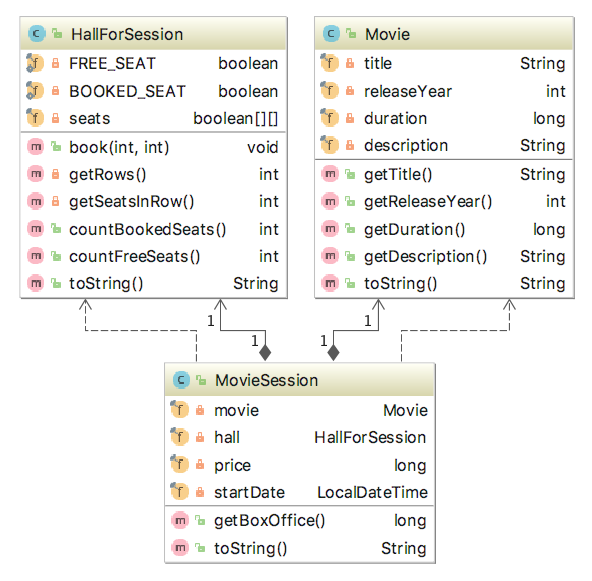 HallForSession
FREE_SEAT boolean
BOOKED_SEAT boolean
seats boolean[][]
book(int, int) void
getRows() int
getSeatsInRow() int
countBookedSeats() int
countFreeSeats() int
toString() String
Movie
title String
releaseYear int
duration long
description String
getTitle() String
getReleaseYear() int
getDuration() long
getDescription() String
toString() String
1 1
1 1
MovieSession
movie Movie
hall HallForSession
price long
startDate LocalDateTime
getBoxOffice() long
toString() String